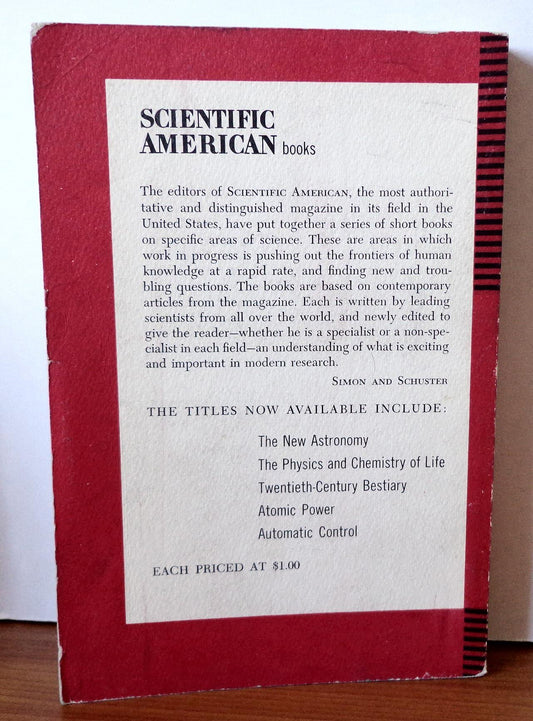 SCIENTIFIC
AMERICAN books
The editors of SCIENTIFIC AMERICAN, the most authori-
tative and distinguished magazine in its field in the
United States, have put together a series of short books
on specific areas of science. These are areas in which
work in progress is pushing out the frontiers of human
knowledge at a rapid rate, and finding new and trou-
bling questions. The books are based on contemporary
articles from the magazine. Each is written by leading
scientists from all over the world, and newly edited to
give the reader—whether he is a specialist or a non-spe-
cialist in each field—an understanding of what is exciting
and important in modern research.
SIMON AND SCHUSTER
THE TITLES NOW AVAILABLE INCLUDE:
The New Astronomy
The Physics and Chemistry of Life
Twentieth-Century Bestiary
Atomic Power
Automatic Control
EACH PRICED AT $1.00